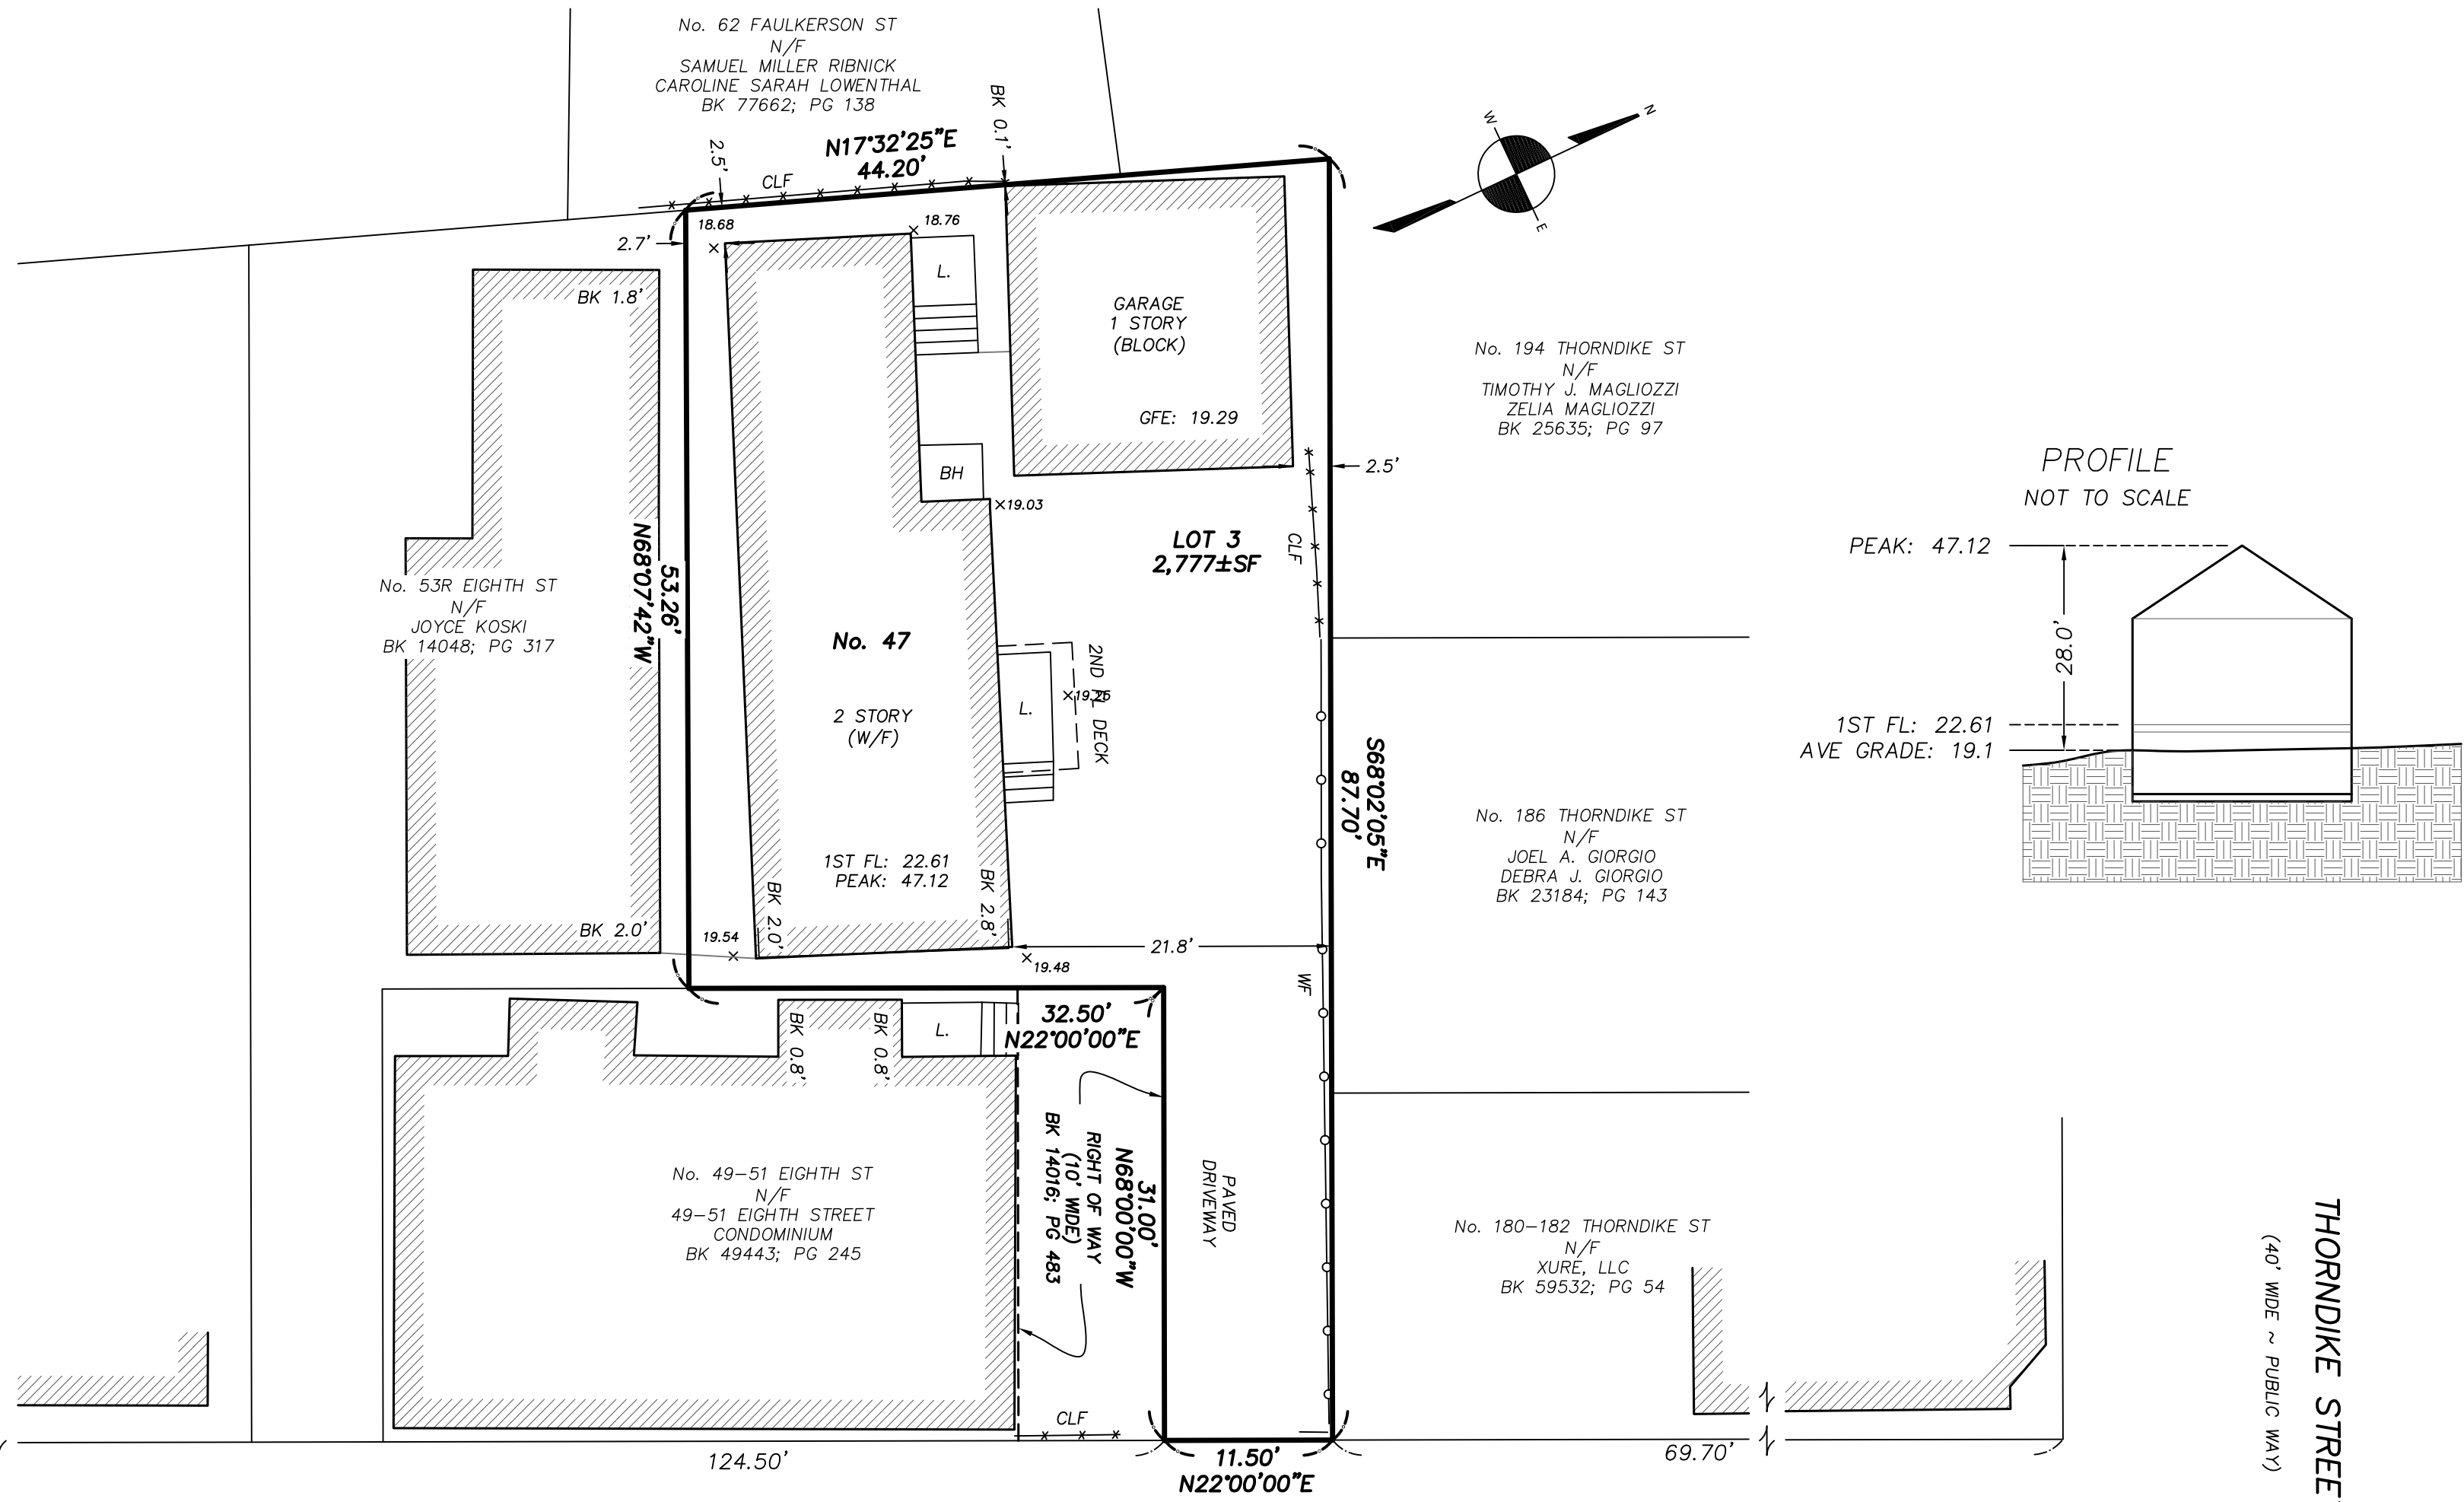 No. 62 FAULKERSON ST
N/F
SAMUEL MILLER RIBNICK
CAROLINE SARAH LOWENTHAL
BK 77662; PG 138
BK 0.1'
2.5'
N17°32'25"E
44.20'
CLF
N
W
E
18.68
18.76
2.7'
L.
BK 1.8'
GARAGE
1 STORY
(BLOCK)
GFE: 19.29
No. 194 THORNDIKE ST
N/F
TIMOTHY J. MAGLIOZZI
ZELIA MAGLIOZZI
BK 25635; PG 97
2.5'
BH
19.03
CLF
LOT 3
2,777±SF
PROFILE
NOT TO SCALE
PEAK: 47.12
28.0'
1ST FL: 22.61
AVE GRADE: 19.1
No. 53R EIGHTH ST
N/F
JOYCE KOSKI
BK 14048; PG 317
53.26'
N68°07'42"W
No. 47
2 STORY
(W/F)
2ND FL DECK
L.
S68°02'05"E
87.70'
1ST FL: 22.61
PEAK: 47.12
BK 2.0'
BK 2.8'
BK 2.0'
19.54
19.48
21.8'
No. 186 THORNDIKE ST
N/F
JOEL A. GIORGIO
DEBRA J. GIORGIO
BK 23184; PG 143
WF
BK 0.8'
BK 0.8'
L.
32.50'
N22°00'00"E
No. 49-51 EIGHTH ST
N/F
49-51 EIGHTH STREET
CONDOMINIUM
BK 49443; PG 245
31.00'
N68°00'00"W
RIGHT OF WAY
(10' WIDE)
BK 14016; PG 483
PAVED
DRIVEWAY
No. 180-182 THORNDIKE ST
N/F
XURE, LLC
BK 59532; PG 54
THORNDIKE STREE
(40' WIDE ~ PUBLIC WAY)
CLF
124.50'
11.50'
N22°00'00"E
69.70'